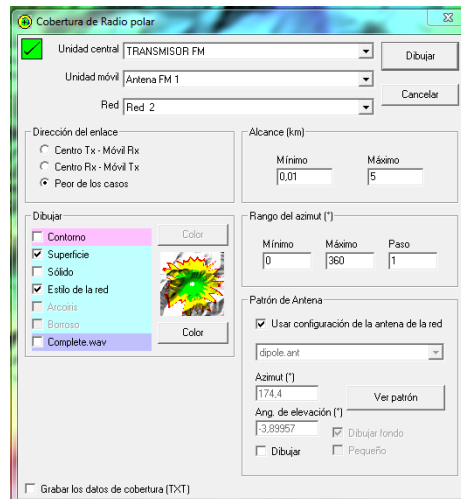 Cobertura de Radio polar
Unidad central TRANSMISOR FM
Dibujar
Unidad móvil Antena FM 1
Cancelar
Red Red 2
Dirección del enlace
Centro Tx - Móvil Rx
Centro Rx - Móvil Tx
Peor de los casos
Alcance (km)
Mínimo Máximo
0,01 5
Dibujar
Contorno
Superficie
Sólido
Estilo de la red
Arcoiris
Borroso
Complete.wav
Color
Color
Rango del azimut (°)
Mínimo Máximo Paso
0 360 1
Patrón de Antena
Usar configuración de la antena de la red
dipole.ant
Azimut (°)
174,4
Ver patrón
Ang. de elevación (°)
-3,89957
Dibujar fondo
Dibujar
Pequeño
Grabar los datos de cobertura (TXT)